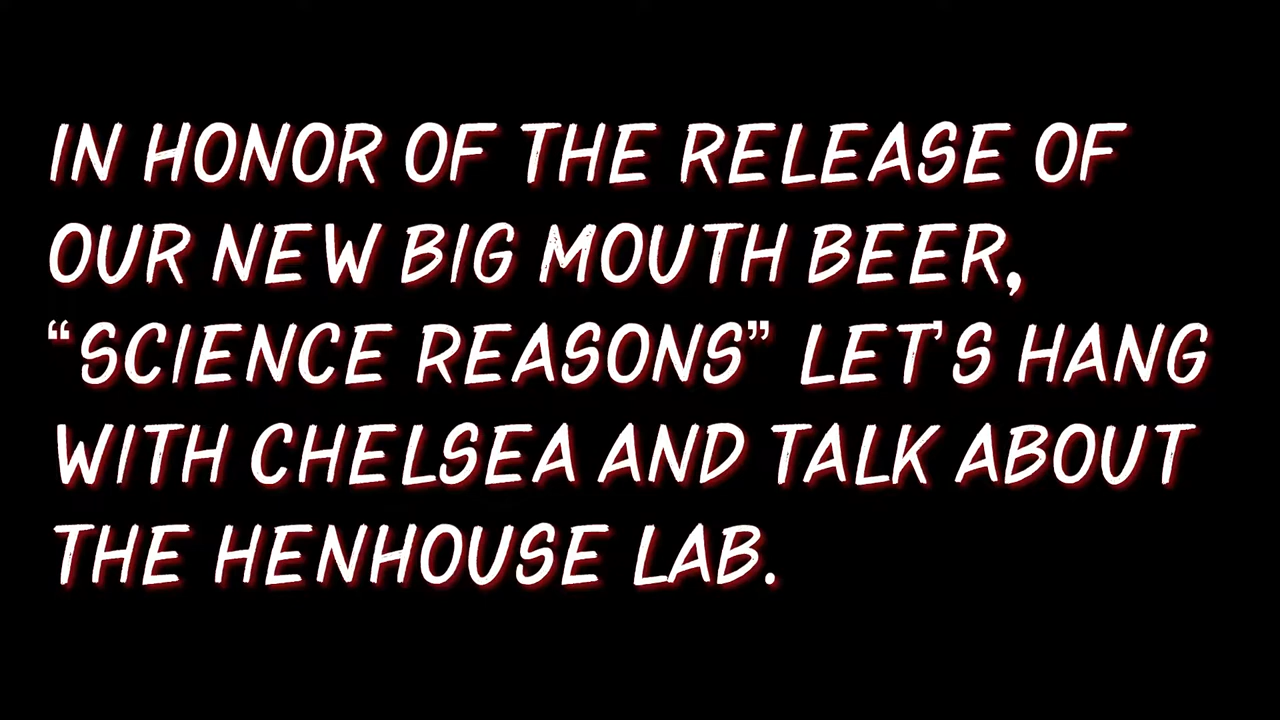 IN HONOR OF THE RELEASE OF
OUR NEW BIG MOUTH BEER,
“SCIENCE REASONS” LET’S HANG
WITH CHELSEA AND TALK ABOUT
THE HENHOUSE LAB.